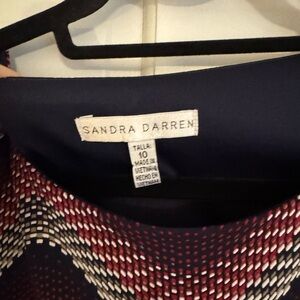 SANDRA DARREN
TALLA:
10
MADE IN
VIETNAM
HECHO EN
VIETNAM